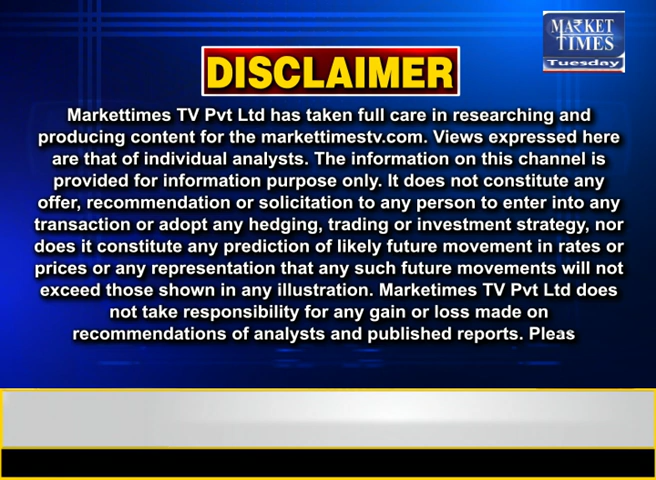 MARKET
TIMES
Tuesday
DISCLAIMER
Markettimes TV Pvt Ltd has taken full care in researching and
producing content for the markettimestv.com. Views expressed here
are that of individual analysts. The information on this channel is
provided for information purpose only. It does not constitute any
offer, recommendation or solicitation to any person to enter into any
transaction or adopt any hedging, trading or investment strategy, nor
does it constitute any prediction of likely future movement in rates or
prices or any representation that any such future movements will not
exceed those shown in any illustration. Marketimes TV Pvt Ltd does
not take responsibility for any gain or loss made on
recommendations of analysts and published reports. Pleas